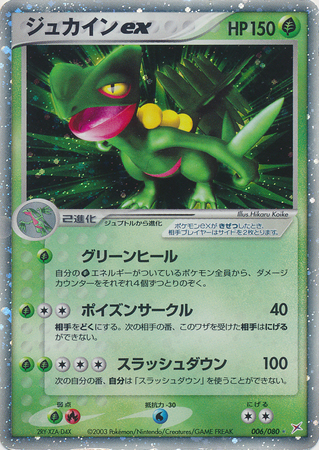 ジュカインex HP150
Illus.Hikaru Koike
2進化 ジュプトルから進化
ポケモンexがきぜつしたとき、
相手プレイヤーはサイドを2枚とります。
グリーンヒール
自分のエネルギーがついているポケモン全員から、ダメージ
カウンターをそれぞれ4個ずつとりのぞく。
ポイズンサークル 40
相手をどくにする。次の相手の番、このワザを受けた相手はにげる
ができない。
スラッシュダウン 100
次の自分の番、自分は「スラッシュダウン」を使うことができない。
弱点 抵抗力 -30 にげる
ZRY-XZA-D4X ©2003 Pokémon/Nintendo/Creatures/GAME FREAK 006/080